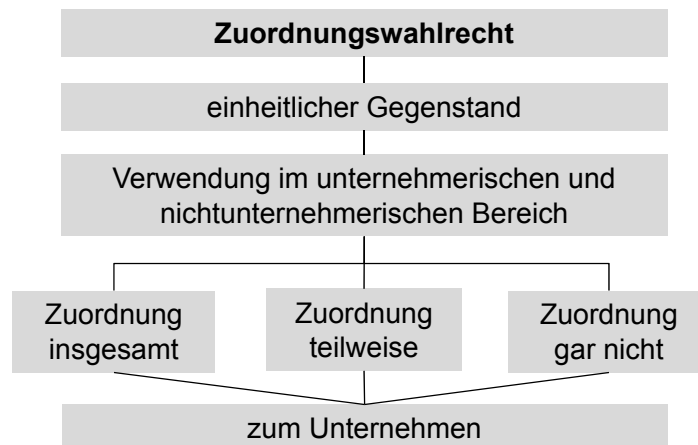 Zuordnungswahlrecht
einheitlicher Gegenstand
Verwendung im unternehmerischen und
nichtunternehmerischen Bereich
Zuordnung
insgesamt
Zuordnung
teilweise
Zuordnung
gar nicht
zum Unternehmen